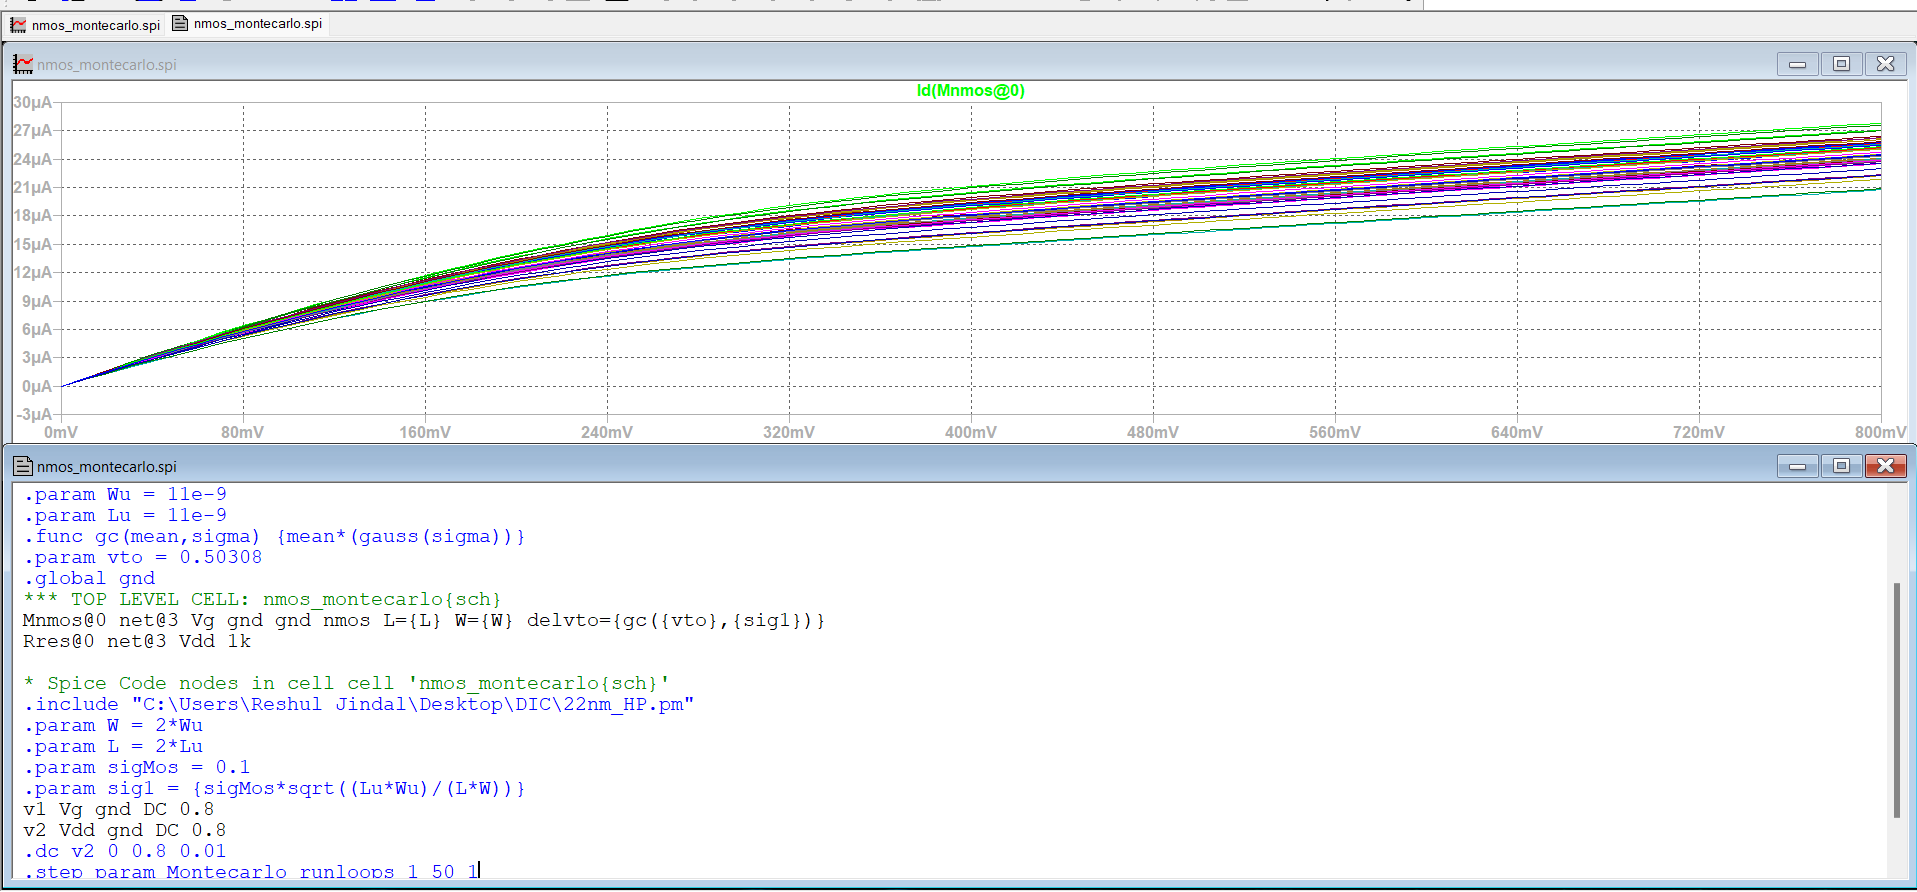 nmos_montecarlo.spi nmos_montecarlo.spi
nmos_montecarlo.spi
Id(Mnmos@0)
30µA
27µA
24µA
21µA
18µA
15µA
12µA
9µA
6µA
3µA
0µA
-3µA
0mV 80mV 160mV 240mV 320mV 400mV 480mV 560mV 640mV 720mV 800mV
nmos_montecarlo.spi
.param Wu = 11e-9
.param Lu = 11e-9
.func gc(mean,sigma) {mean*(gauss(sigma))}
.param vto = 0.50308
.global gnd
*** TOP LEVEL CELL: nmos_montecarlo{sch}
Mnmos@0 net@3 Vg gnd gnd nmos L={L} W={W} delvto={gc({vto},{sig1})}
Rres@0 net@3 Vdd 1k
* Spice Code nodes in cell cell 'nmos_montecarlo{sch}'
.include "C:\Users\Reshul Jindal\Desktop\DIC\22nm_HP.pm"
.param W = 2*Wu
.param L = 2*Lu
.param sigMos = 0.1
.param sig1 = {sigMos*sqrt((Lu*Wu)/(L*W))}
v1 Vg gnd DC 0.8
v2 Vdd gnd DC 0.8
.dc v2 0 0.8 0.01
.step param Montecarlo runloops 1 50 1